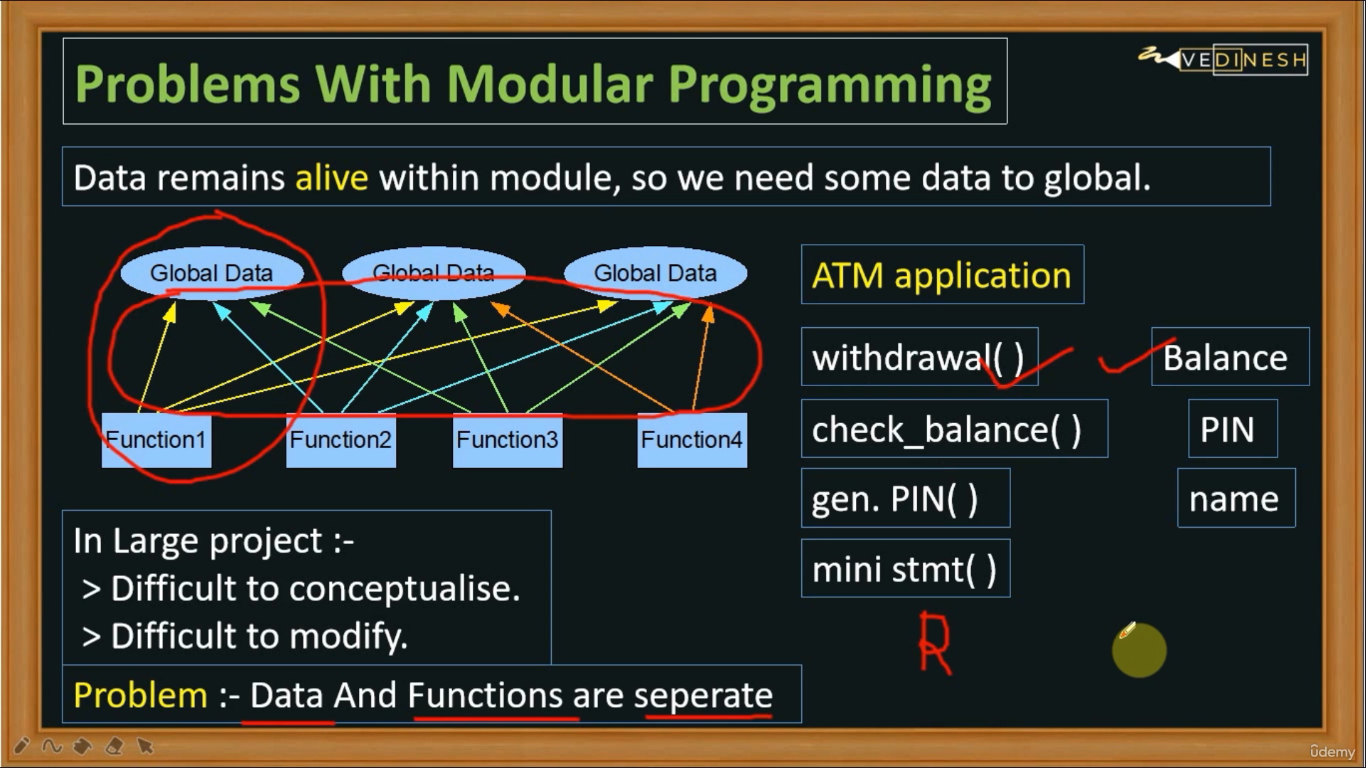 Problems With Modular Programming
VEDINESH
Data remains alive within module, so we need some data to global.
Global Data
Global Data
Global Data
Function1
Function2
Function3
Function4
ATM application
withdrawal( )
Balance
check_balance( )
PIN
gen. PIN( )
name
mini stmt( )
R
In Large project :-
> Difficult to conceptualise.
> Difficult to modify.
Problem :- Data And Functions are seperate
ûdemy